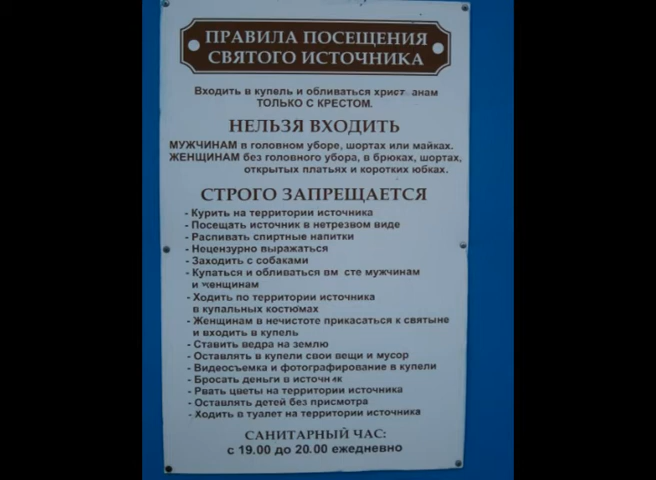 ПРАВИЛА ПОСЕЩЕНИЯ
СВЯТОГО ИСТОЧНИКА
Входить в купель и обливаться христ анам
ТОЛЬКО С КРЕСТОМ.
НЕЛЬЗЯ ВХОДИТЬ
МУЖЧИНАМ в головном уборе, шортах или майках.
ЖЕНЩИНАМ без головного убора, в брюках, шортах,
открытых платьях и коротких юбках.
СТРОГО ЗАПРЕЩАЕТСЯ
- Курить на территории источника
- Посещать источник в нетрезвом виде
- Распивать спиртные напитки
- Нецензурно выражаться
- Заходить с собаками
- Купаться и обливаться вм сте мужчинам
и женщинам
- Ходить по территории источника
в купальных костюмах
- Женщинам в нечистоте прикасаться к святыне
и входить в купель
- Ставить ведра на землю
- Оставлять в купели свои вещи и мусор
- Видеосъемка и фотографирование в купели
- Бросать деньги в источник
- Рвать цветы на территории источника
- Оставлять детей без присмотра
- Ходить в туалет на территории источника
САНИТАРНЫЙ ЧАС:
с 19.00 до 20.00 ежедневно